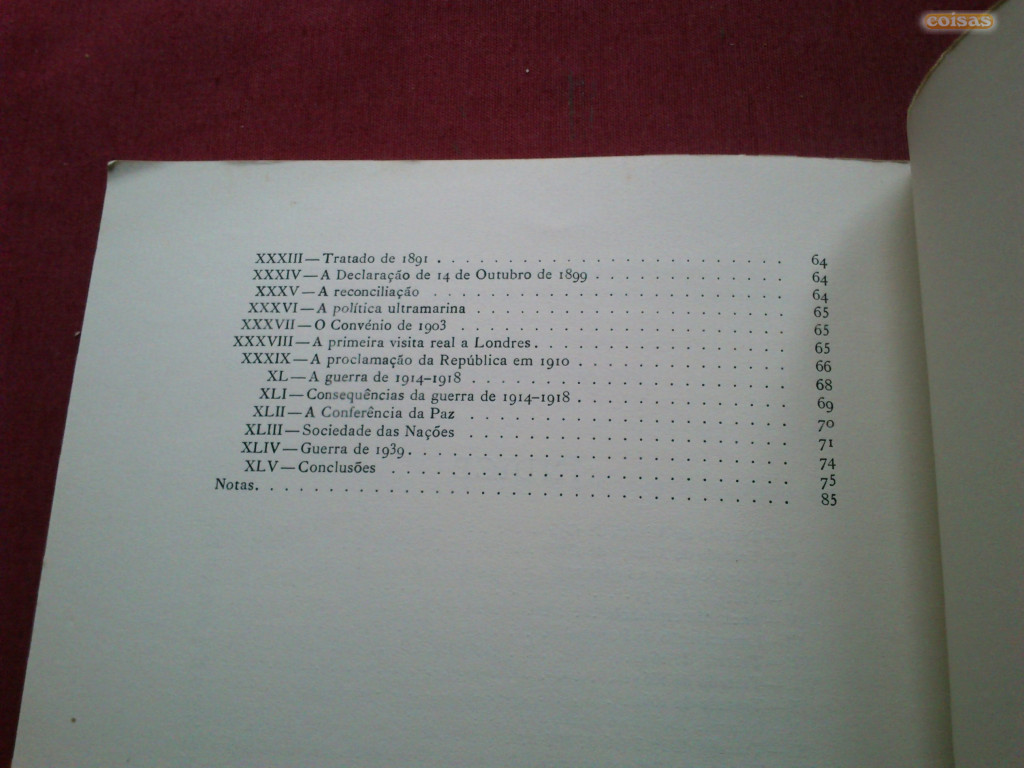 coisas
XXXIII—Tratado de 1891 . . . . . . . . . . . . . . . . . . . . . 64
XXXIV—A Declaração de 14 de Outubro de 1899 . . . . . . . . . . . . 64
XXXV—A reconciliação . . . . . . . . . . . . . . . . . . . . . 64
XXXVI—A política ultramarina . . . . . . . . . . . . . . . . . . . 65
XXXVII—O Convénio de 1903 . . . . . . . . . . . . . . . . . . . . 65
XXXVIII—A primeira visita real a Londres . . . . . . . . . . . . . . . . 65
XXXIX—A proclamação da República em 1910 . . . . . . . . . . . . . 66
XL—A guerra de 1914-1918 . . . . . . . . . . . . . . . . . . . 68
XLI—Consequências da guerra de 1914-1918 . . . . . . . . . . . . . 69
XLII—A Conferência da Paz . . . . . . . . . . . . . . . . . . . 70
XLIII—Sociedade das Nações . . . . . . . . . . . . . . . . . . . 71
XLIV—Guerra de 1939 . . . . . . . . . . . . . . . . . . . . . . 74
XLV—Conclusões . . . . . . . . . . . . . . . . . . . . . . . 75
Notas . . . . . . . . . . . . . . . . . . . . . . . . . . . . . . 85